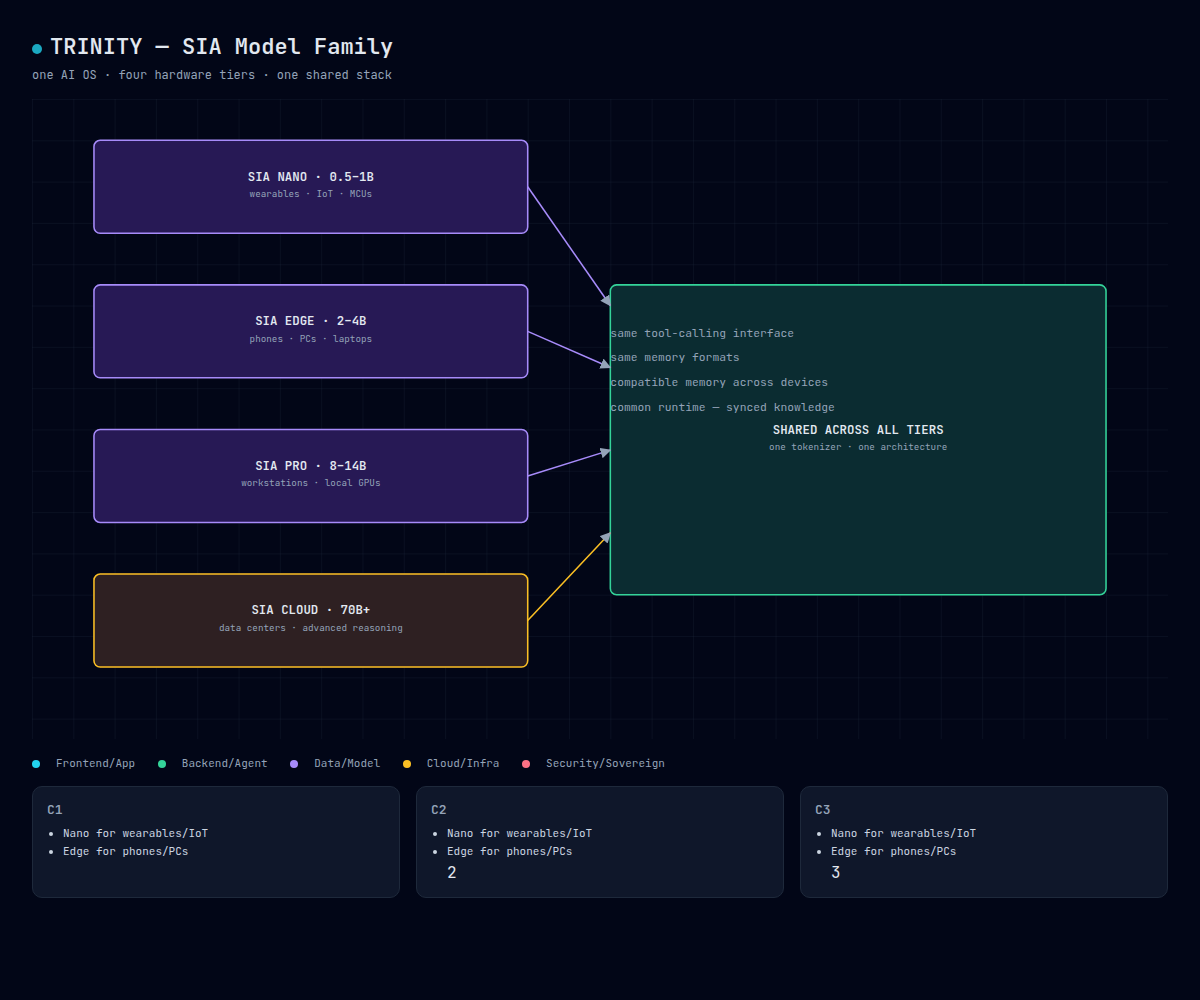 TRINITY — SIA Model Family
one AI OS · four hardware tiers · one shared stack
SIA NANO · 0.5–1B
wearables · IoT · MCUs
SIA EDGE · 2–4B
phones · PCs · laptops
SIA PRO · 8–14B
workstations · local GPUs
SIA CLOUD · 70B+
data centers · advanced reasoning
same tool-calling interface
same memory formats
compatible memory across devices
common runtime — synced knowledge
SHARED ACROSS ALL TIERS
one tokenizer · one architecture
Frontend/App Backend/Agent Data/Model Cloud/Infra Security/Sovereign
C1
• Nano for wearables/IoT
• Edge for phones/PCs
C2
• Nano for wearables/IoT
• Edge for phones/PCs
2
C3
• Nano for wearables/IoT
• Edge for phones/PCs
3